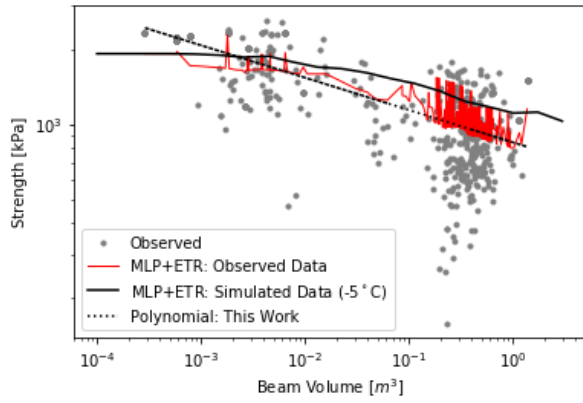 Strength [kPa]
10³
Observed
MLP+ETR: Observed Data
MLP+ETR: Simulated Data (-5°C)
Polynomial: This Work
10⁻⁴ 10⁻³ 10⁻² 10⁻¹ 10⁰
Beam Volume [m³]